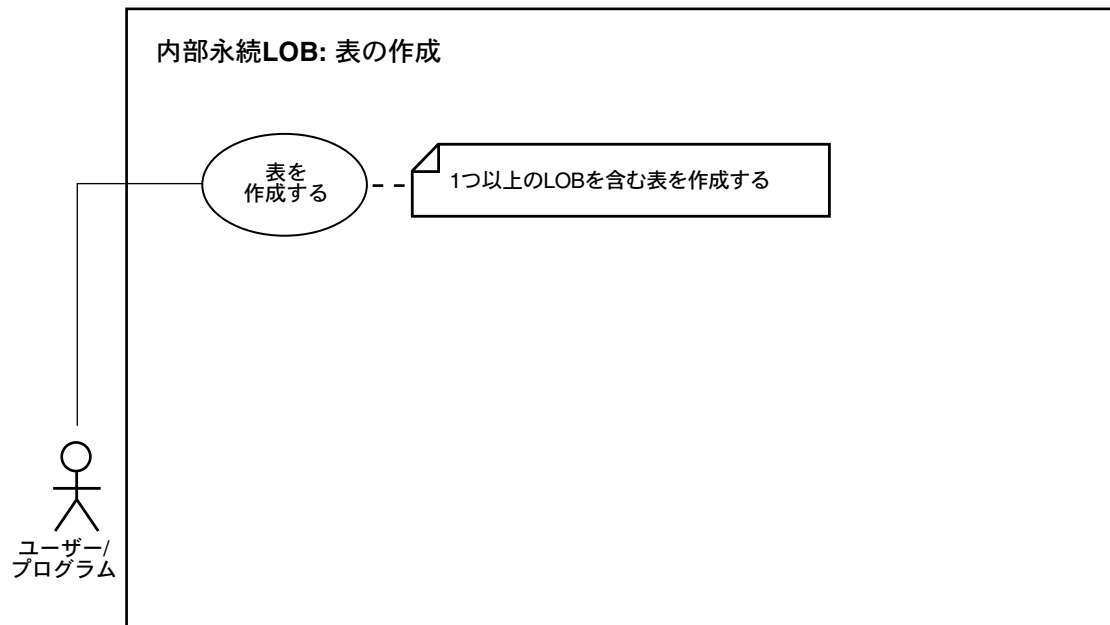 内部永続LOB: 表の作成
表を
作成する
1つ以上のLOBを含む表を作成する
ユーザー/
プログラム